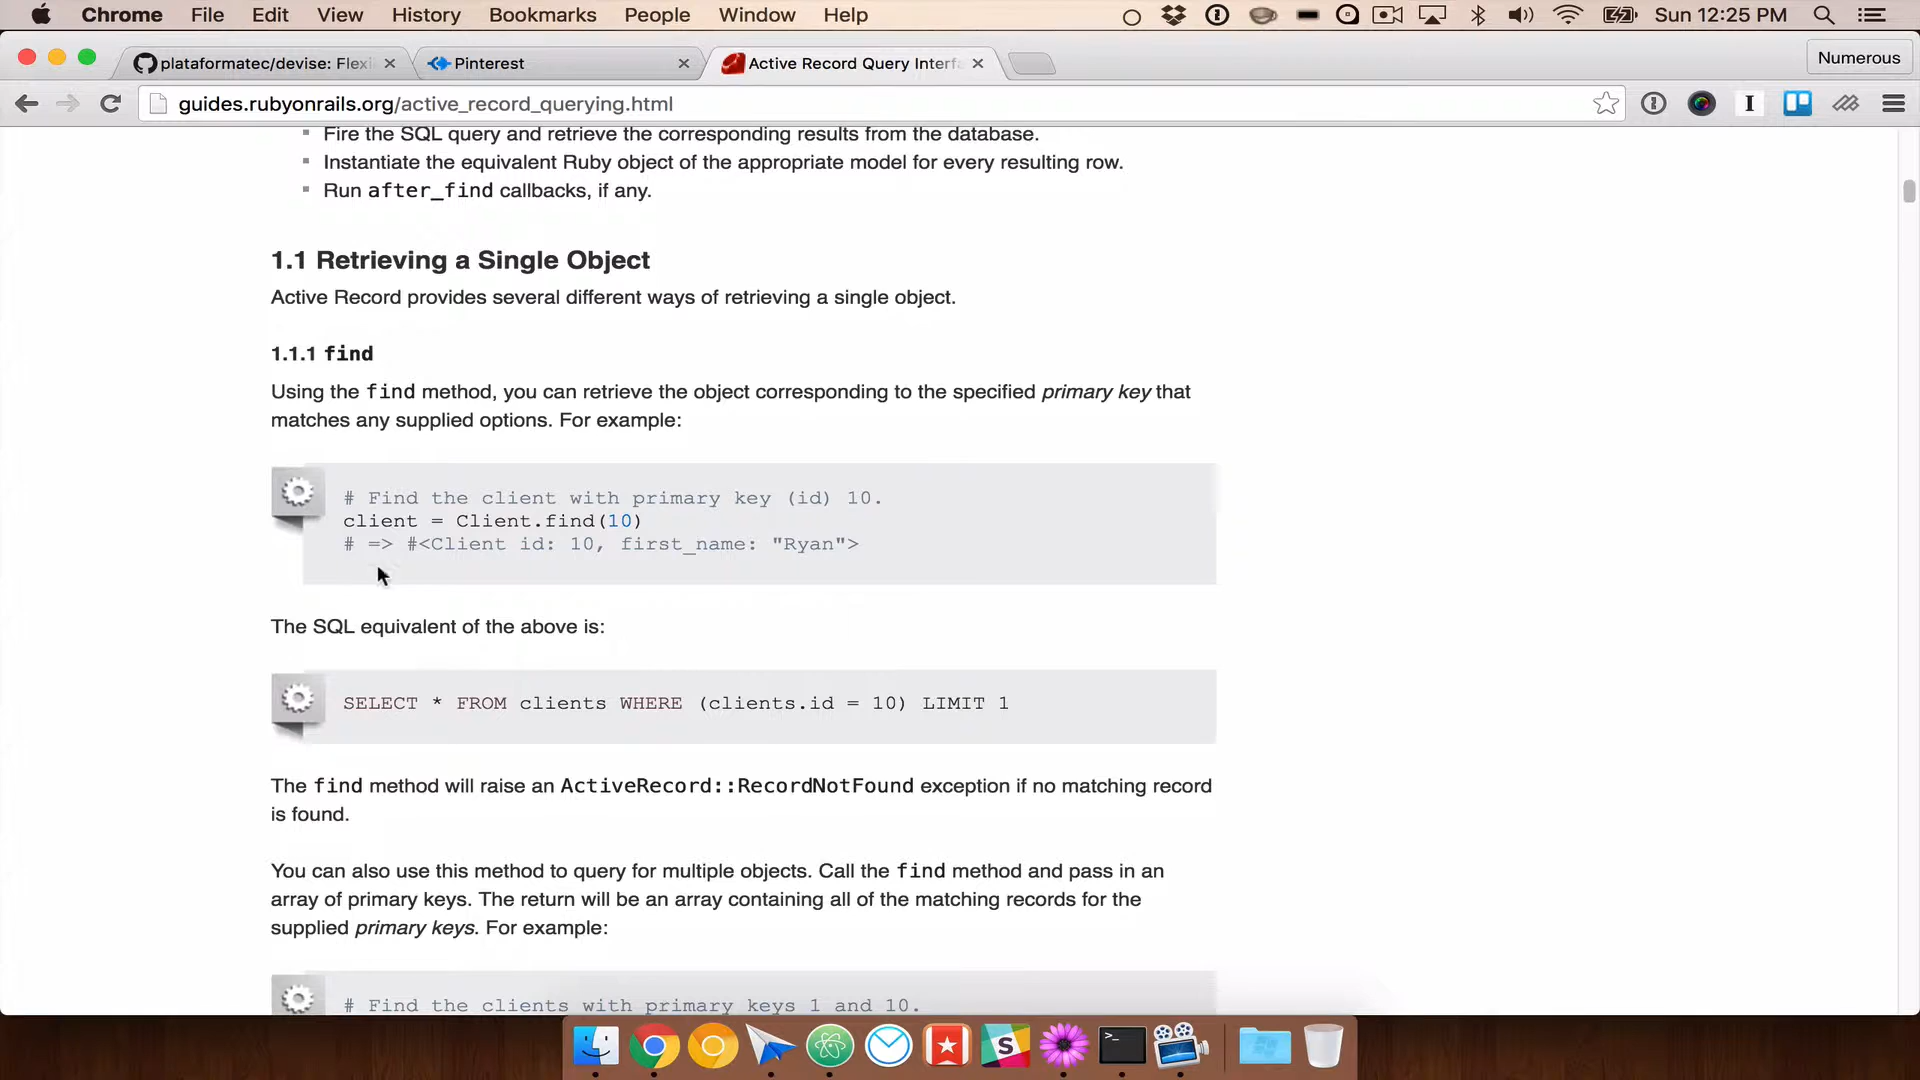 Chrome File Edit View History Bookmarks People Window Help Sun 12:25 PM
plataformatec/devise: Flexi Pinterest Active Record Query Interf Numerous
guides.rubyonrails.org/active_record_querying.html
Fire the SQL query and retrieve the corresponding results from the database.
Instantiate the equivalent Ruby object of the appropriate model for every resulting row.
Run after_find callbacks, if any.
1.1 Retrieving a Single Object
Active Record provides several different ways of retrieving a single object.
1.1.1 find
Using the find method, you can retrieve the object corresponding to the specified primary key that
matches any supplied options. For example:
# Find the client with primary key (id) 10.
client = Client.find(10)
# => #<Client id: 10, first_name: "Ryan">
The SQL equivalent of the above is:
SELECT * FROM clients WHERE (clients.id = 10) LIMIT 1
The find method will raise an ActiveRecord::RecordNotFound exception if no matching record
is found.
You can also use this method to query for multiple objects. Call the find method and pass in an
array of primary keys. The return will be an array containing all of the matching records for the
supplied primary keys. For example:
# Find the clients with primary keys 1 and 10.